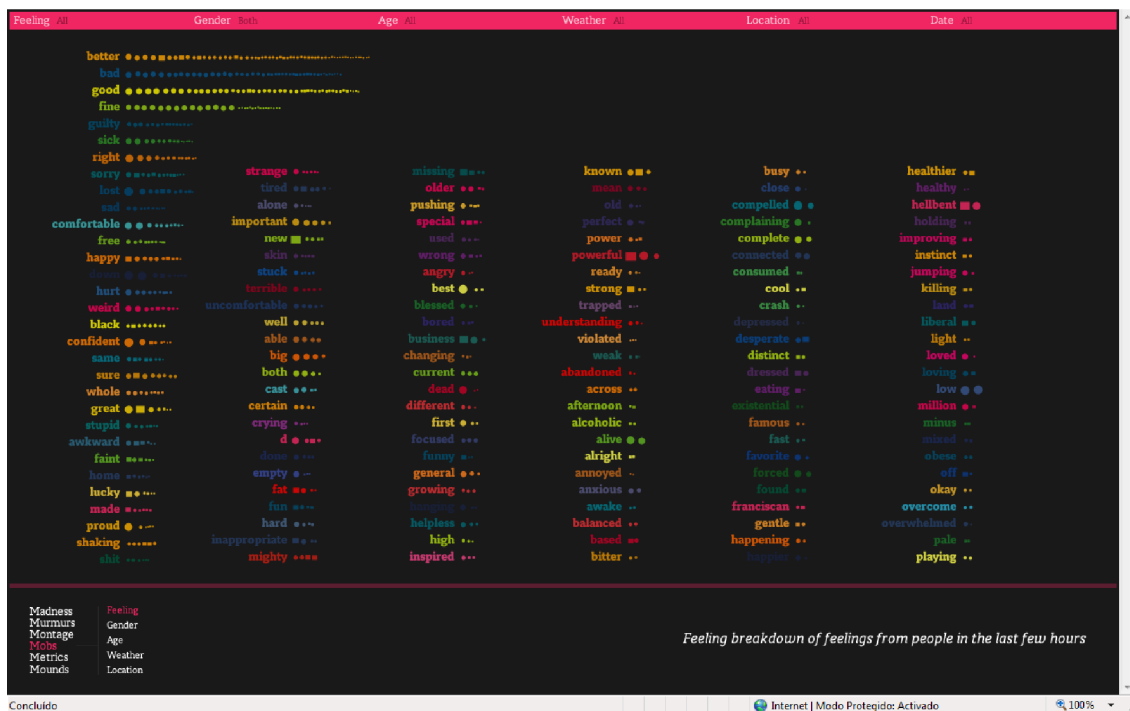 Feeling All Gender Both Age All Weather All Location All Date All
better
bad
good
fine
guilty
sick
right
sorry
lost
sad
comfortable
free
happy
down
hurt
weird
black
confident
same
sure
whole
great
stupid
awkward
faint
home
lucky
made
proud
shaking
shit
strange
tired
alone
important
new
skin
stuck
terrible
uncomfortable
well
able
big
both
cast
certain
crying
d
done
empty
fat
fun
hard
inappropriate
mighty
missing
older
pushing
special
used
wrong
angry
best
blessed
bored
business
changing
current
dead
different
first
focused
funny
general
growing
hanging
helpless
high
inspired
known
mean
old
perfect
power
powerful
ready
strong
trapped
understanding
violated
weak
abandoned
across
afternoon
alcoholic
alive
alright
annoyed
anxious
awake
balanced
based
bitter
busy
close
compelled
complaining
complete
connected
consumed
cool
crash
depressed
desperate
distinct
dressed
eating
existential
famous
fast
favorite
forced
found
franciscan
gentle
happening
happier
healthier
healthy
hellbent
holding
improving
instinct
jumping
killing
land
liberal
light
loved
loving
low
million
minus
mixed
obese
off
okay
overcome
overwhelmed
pale
playing
Madness
Murmurs
Montage
Mobs
Metrics
Mounds
Feeling
Gender
Age
Weather
Location
Feeling breakdown of feelings from people in the last few hours
Concluído Internet | Modo Protegido: Activado 100%